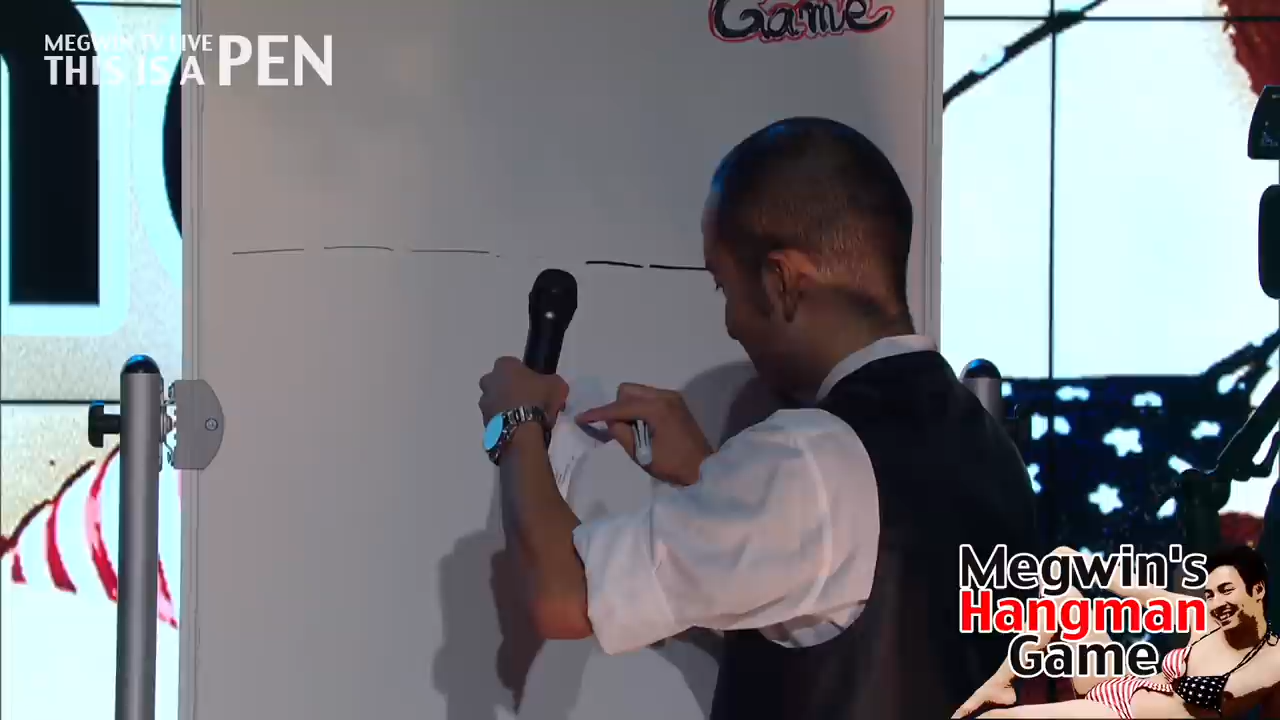 Game
MEGWIN TV LIVE
THIS IS A PEN
Megwin's
Hangman
Game